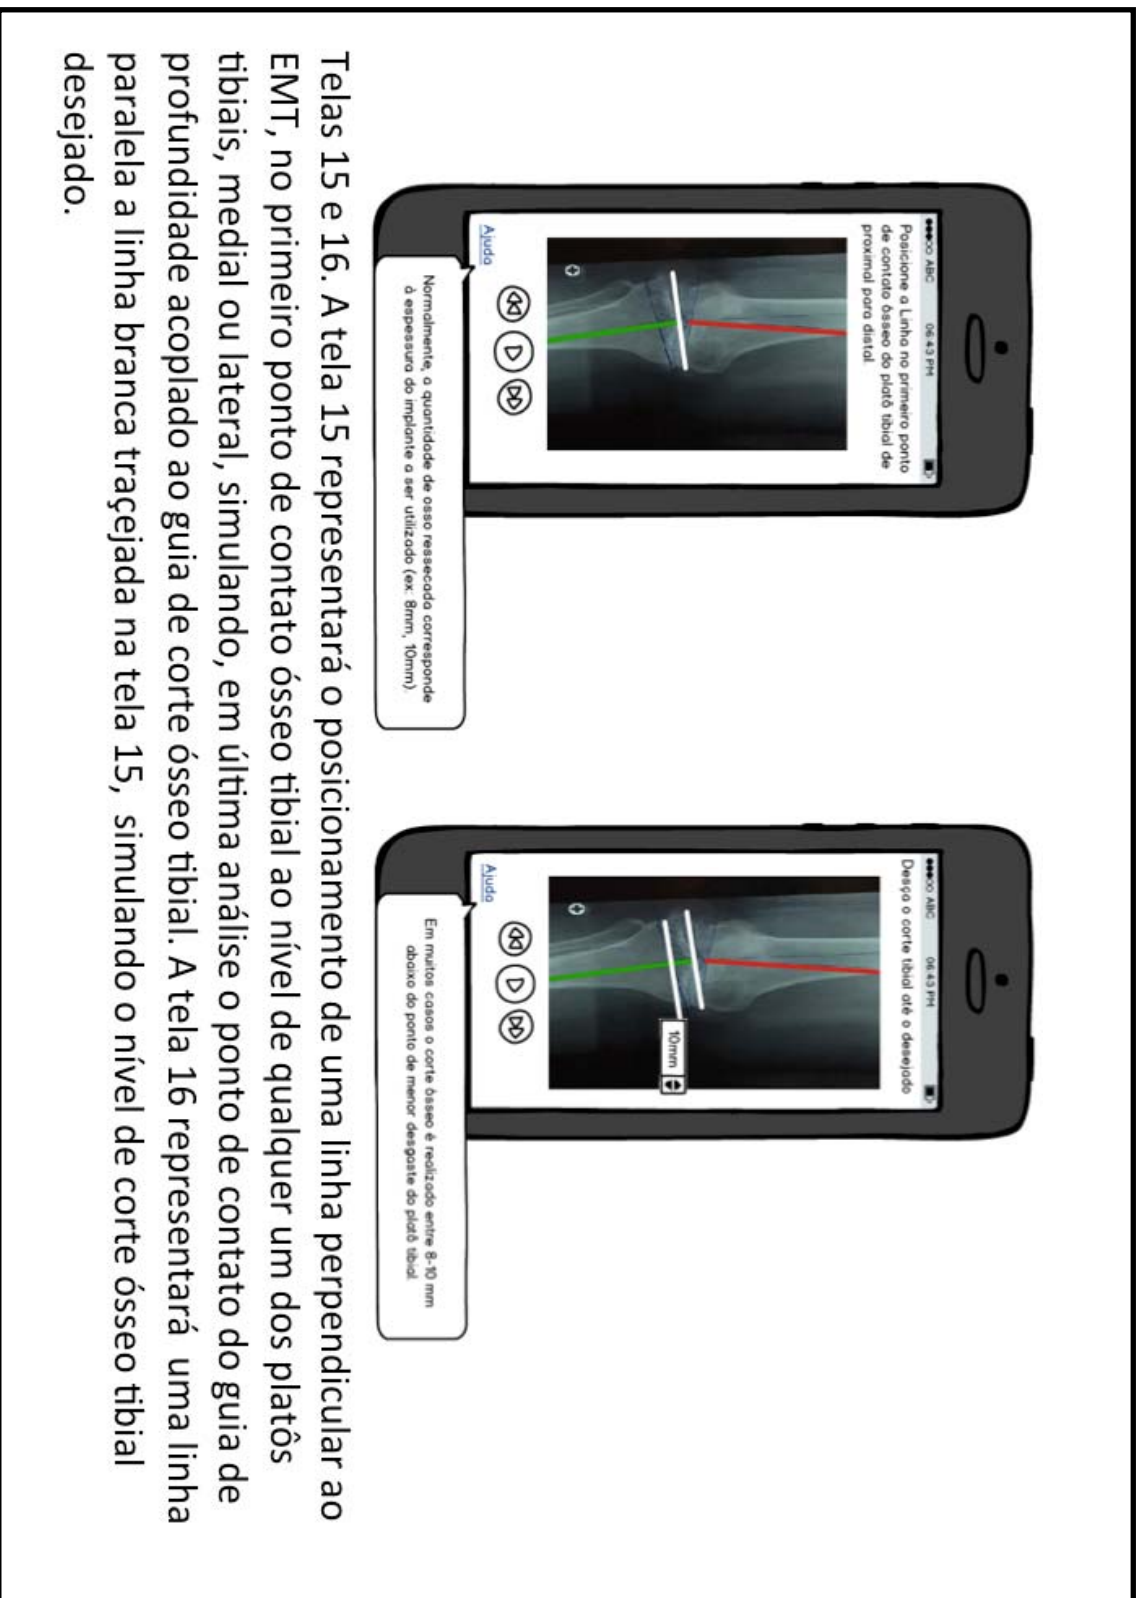 ●●●○○ ABC 06:43 PM
Posicione a Linha no primeiro ponto
de contato ósseo do platô tibial de
proximal para distal.
Ajuda
Normalmente, a quantidade de osso ressecada corresponde
à espessura do implante a ser utilizado (ex: 8mm, 10mm).
●●●○○ ABC 06:43 PM
Desça o corte tibial até o desejado
10mm
Ajuda
Em muitos casos o corte ósseo é realizado entre 8-10 mm
abaixo do ponto de menor desgaste do platô tibial.
Telas 15 e 16. A tela 15 representará o posicionamento de uma linha perpendicular ao
EMT, no primeiro ponto de contato ósseo tibial ao nível de qualquer um dos platôs
tibiais, medial ou lateral, simulando, em última análise o ponto de contato do guia de
profundidade acoplado ao guia de corte ósseo tibial. A tela 16 representará uma linha
paralela a linha branca traçejada na tela 15, simulando o nível de corte ósseo tibial
desejado.